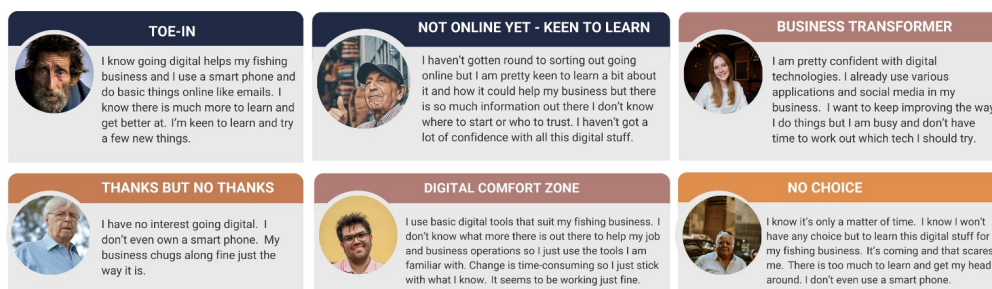 TOE-IN
I know going digital helps my fishing
business and I use a smart phone and
do basic things online like emails. I
know there is much more to learn and
get better at. I'm keen to learn and try
a few new things.
NOT ONLINE YET - KEEN TO LEARN
I haven't gotten round to sorting out going
online but I am pretty keen to learn a bit about
it and how it could help my business but there
is so much information out there I don't know
where to start or who to trust. I haven't got a
lot of confidence with all this digital stuff.
BUSINESS TRANSFORMER
I am pretty confident with digital
technologies. I already use various
applications and social media in my
business. I want to keep improving the way
I do things but I am busy and don't have
time to work out which tech I should try.
THANKS BUT NO THANKS
I have no interest going digital. I
don't even own a smart phone. My
business chugs along fine just the
way it is.
DIGITAL COMFORT ZONE
I use basic digital tools that suit my fishing business. I
don't know what more there is out there to help my job
and business operations so I just use the tools I am
familiar with. Change is time-consuming so I just stick
with what I know. It seems to be working just fine.
NO CHOICE
I know it's only a matter of time. I know I won't
have any choice but to learn this digital stuff for
my fishing business. It's coming and that scares
me. There is too much to learn and get my head
around. I don't even use a smart phone.